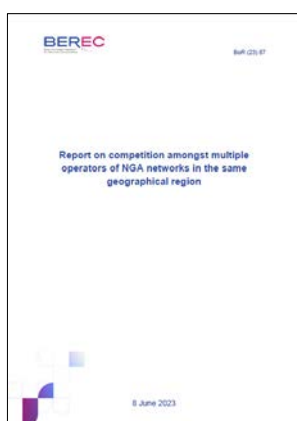 BEREC
BoR (23) 87
Report on competition amongst multiple
operators of NGA networks in the same
geographical region
8 June 2023